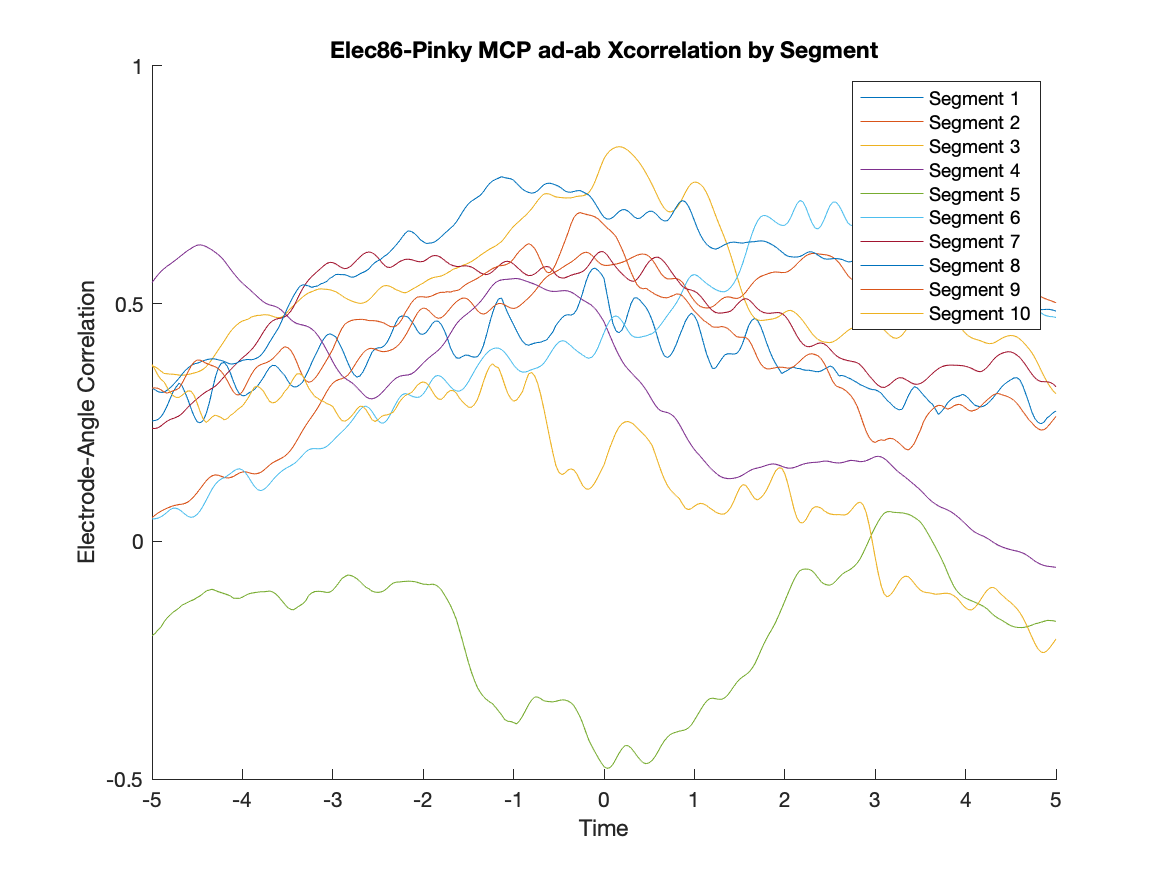 Elec86-Pinky MCP ad-ab Xcorrelation by Segment
1
Segment 1
Segment 2
Segment 3
Segment 4
Segment 5
Segment 6
Segment 7
Segment 8
Segment 9
Segment 10
0.5
0
-0.5
Electrode-Angle Correlation
-5 -4 -3 -2 -1 0 1 2 3 4 5
Time